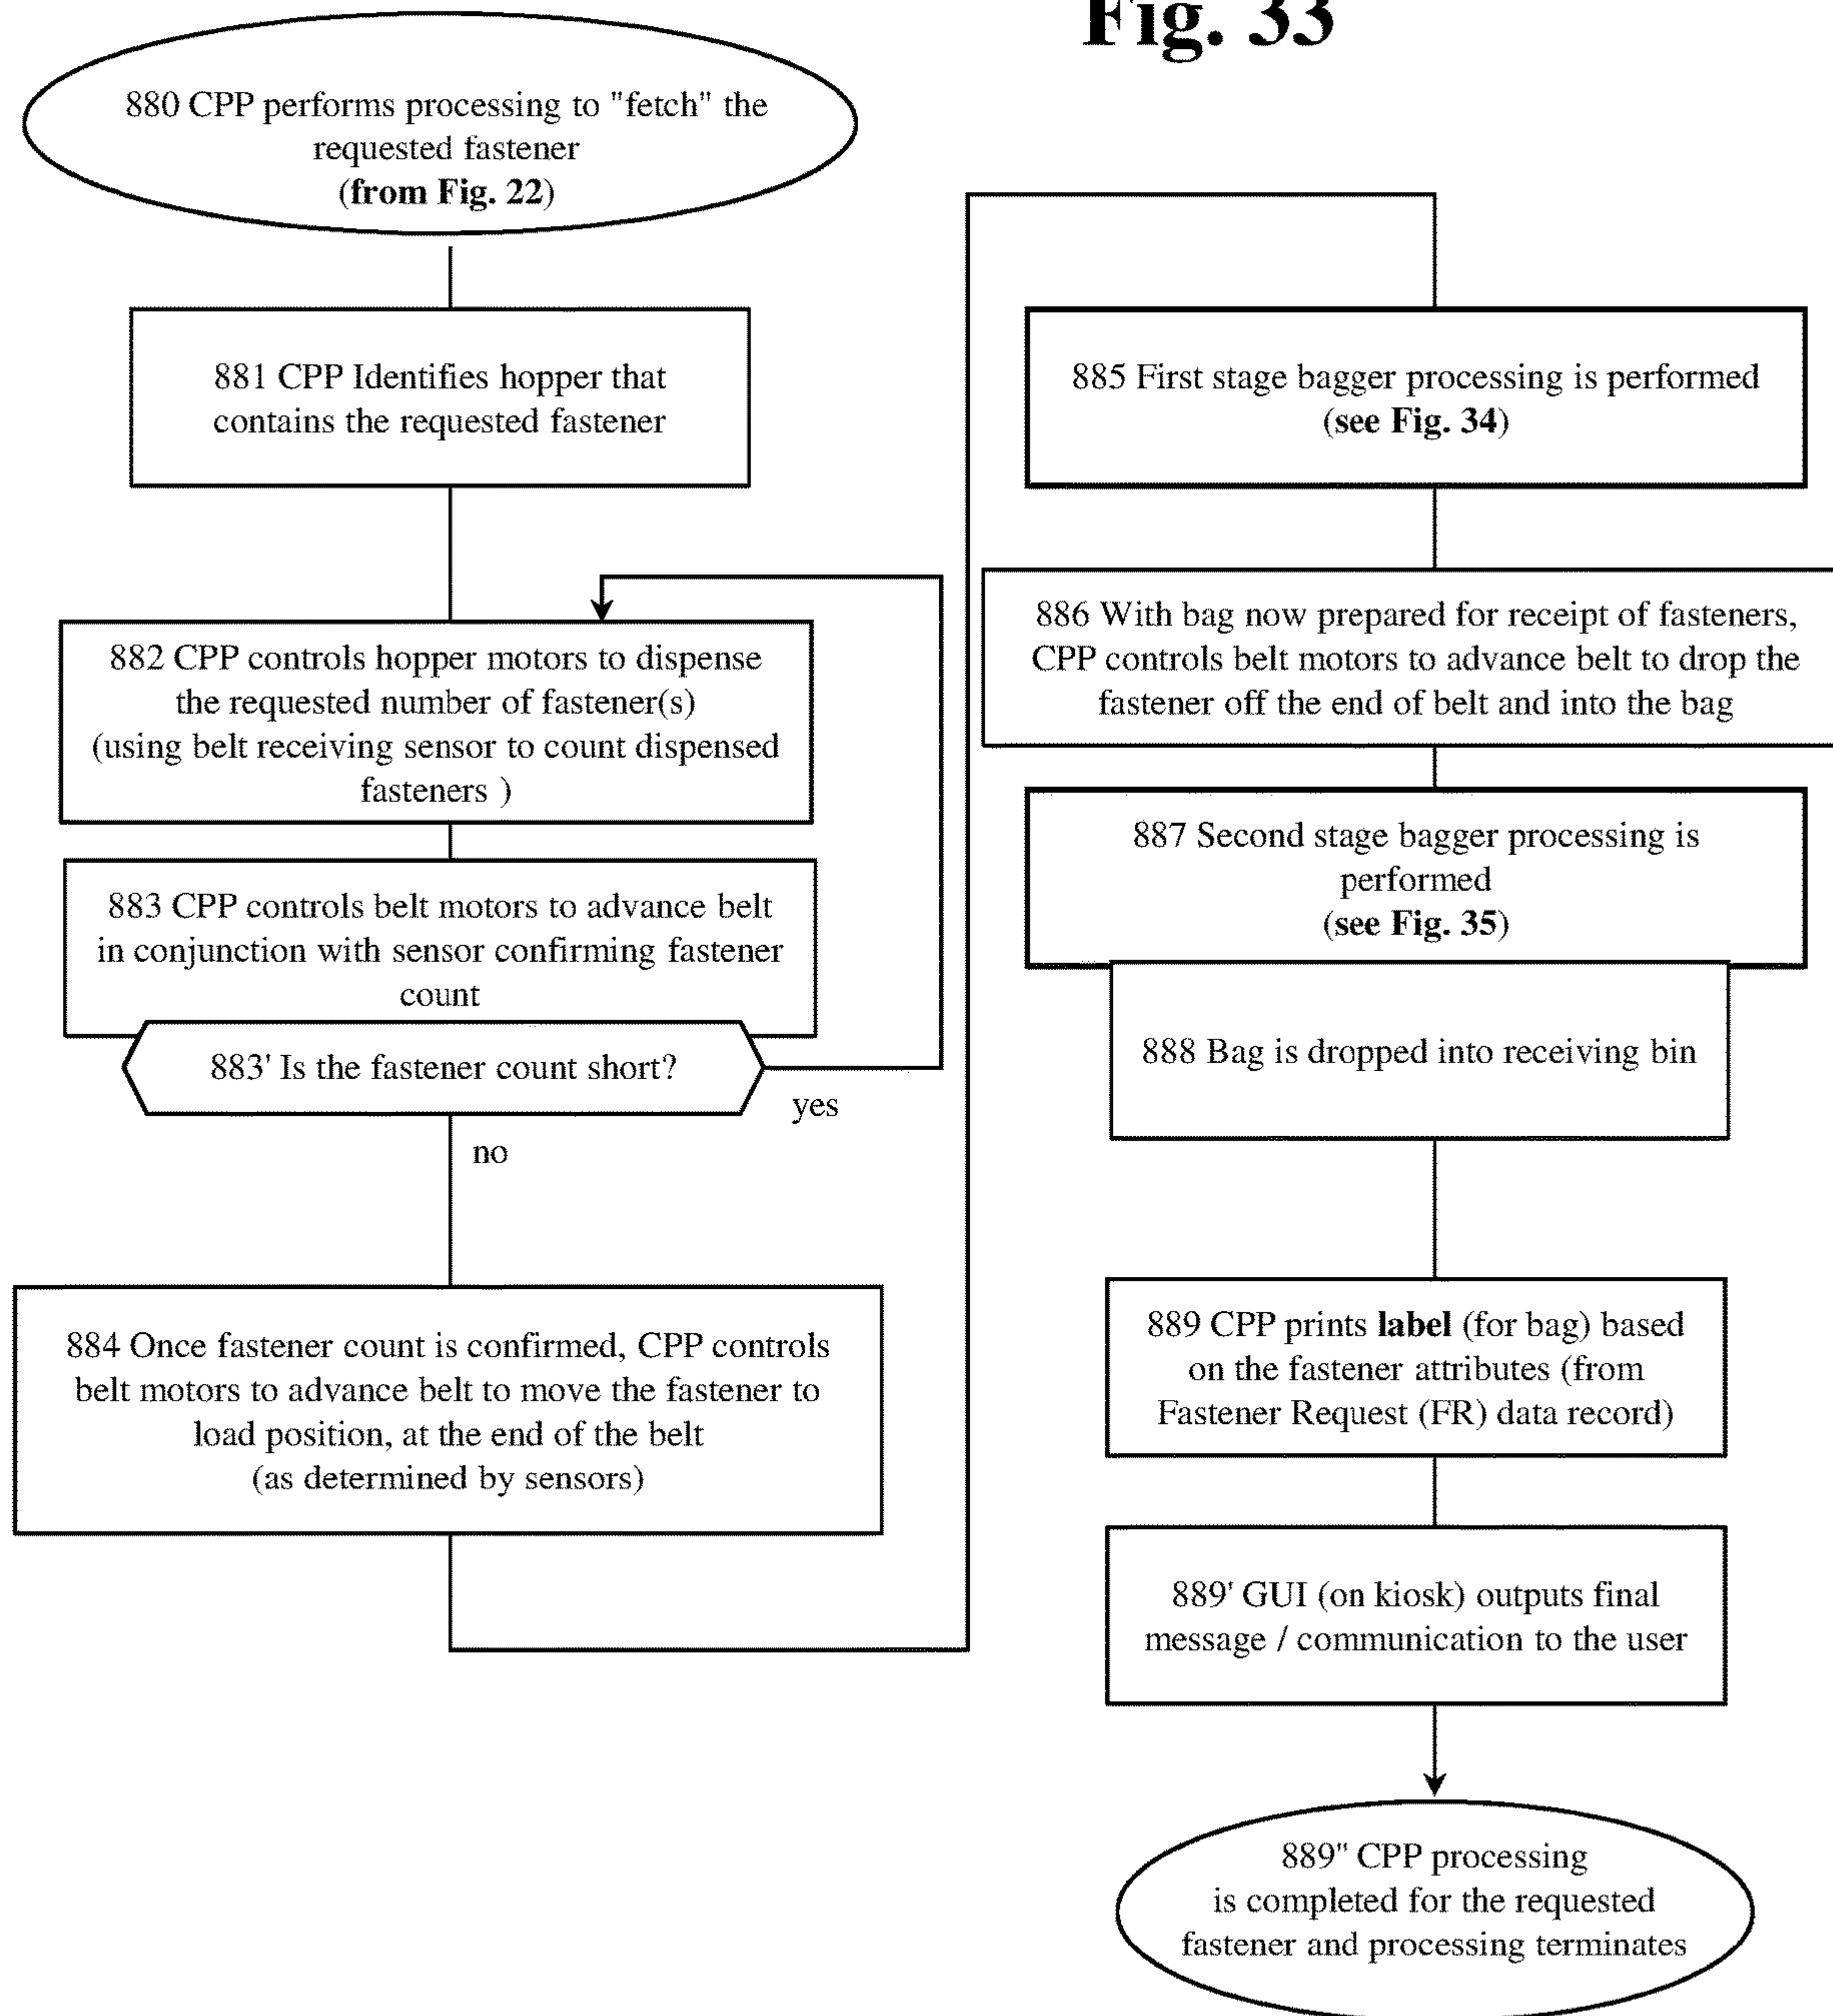 Fig. 33
880 CPP performs processing to "fetch" the
requested fastener
(from Fig. 22)
881 CPP Identifies hopper that
contains the requested fastener
882 CPP controls hopper motors to dispense
the requested number of fastener(s)
(using belt receiving sensor to count dispensed
fasteners )
883 CPP controls belt motors to advance belt
in conjunction with sensor confirming fastener
count
883' Is the fastener count short?
yes
no
884 Once fastener count is confirmed, CPP controls
belt motors to advance belt to move the fastener to
load position, at the end of the belt
(as determined by sensors)
885 First stage bagger processing is performed
(see Fig. 34)
886 With bag now prepared for receipt of fasteners,
CPP controls belt motors to advance belt to drop the
fastener off the end of belt and into the bag
887 Second stage bagger processing is
performed
(see Fig. 35)
888 Bag is dropped into receiving bin
889 CPP prints label (for bag) based
on the fastener attributes (from
Fastener Request (FR) data record)
889' GUI (on kiosk) outputs final
message / communication to the user
889" CPP processing
is completed for the requested
fastener and processing terminates